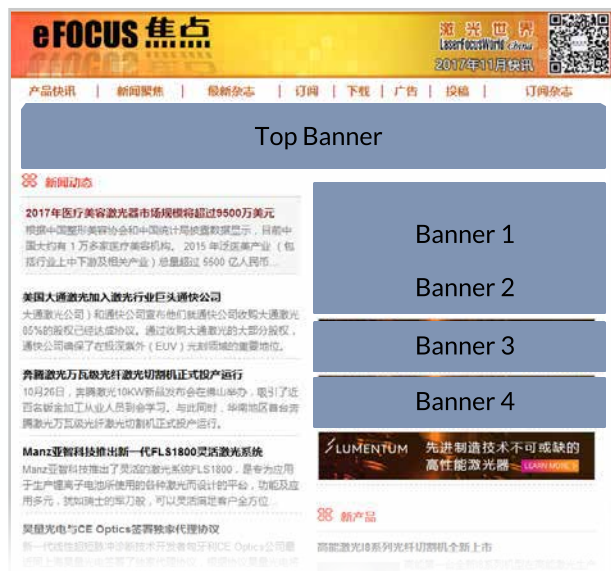 eFOCUS 焦点
激光世界
LaserFocusWorld China
2017年11月快讯
产品快讯 | 新闻聚焦 | 最新杂志 | 订阅 | 下载 | 广告 | 投稿 | 订阅杂志
Top Banner
新闻动态
2017年医疗美容激光器市场规模将超过9500万美元
根据中国整形美容协会和中国统计局披露数据显示，目前中
国大约有 1 万多家医疗美容机构。 2015 年泛医美产业 （包
括行业上中下游及相关产业）总量超过 5500 亿人民币...
美国大通激光加入激光行业巨头通快公司
大通激光公司）和通快公司宣布他们就通快公司收购大通激光
85%的股权已经达成协议。通过收购大通激光的大部分股权，
通快公司确保了在极深紫外（EUV）光刻领域的重要地位。
奔腾激光万瓦级光纤激光切割机正式投产运行
10月26日，奔腾激光10KW新品发布会在佛山举办，吸引了近
百名钣金加工从业人员到会学习。与此同时，华南地区首台奔
腾激光万瓦级光纤激光切割机正式投产运行。
Manz亚智科技推出新一代FLS1800灵活激光系统
Manz亚智科技推出了灵活的激光系统FLS1800，是专为应用
于生产锂离子电池所使用的各种激光而设计的平台，功能及应
用多元，犹如瑞士的军刀般，可以灵活满足客户全方位...
昊量光电与CE Optics签署独家代理协议
Banner 1
Banner 2
Banner 3
Banner 4
LUMENTUM
先进制造技术不可或缺的
高性能激光器
LEARN MORE
新产品
高能激光I8系列光纤切割机全新上市